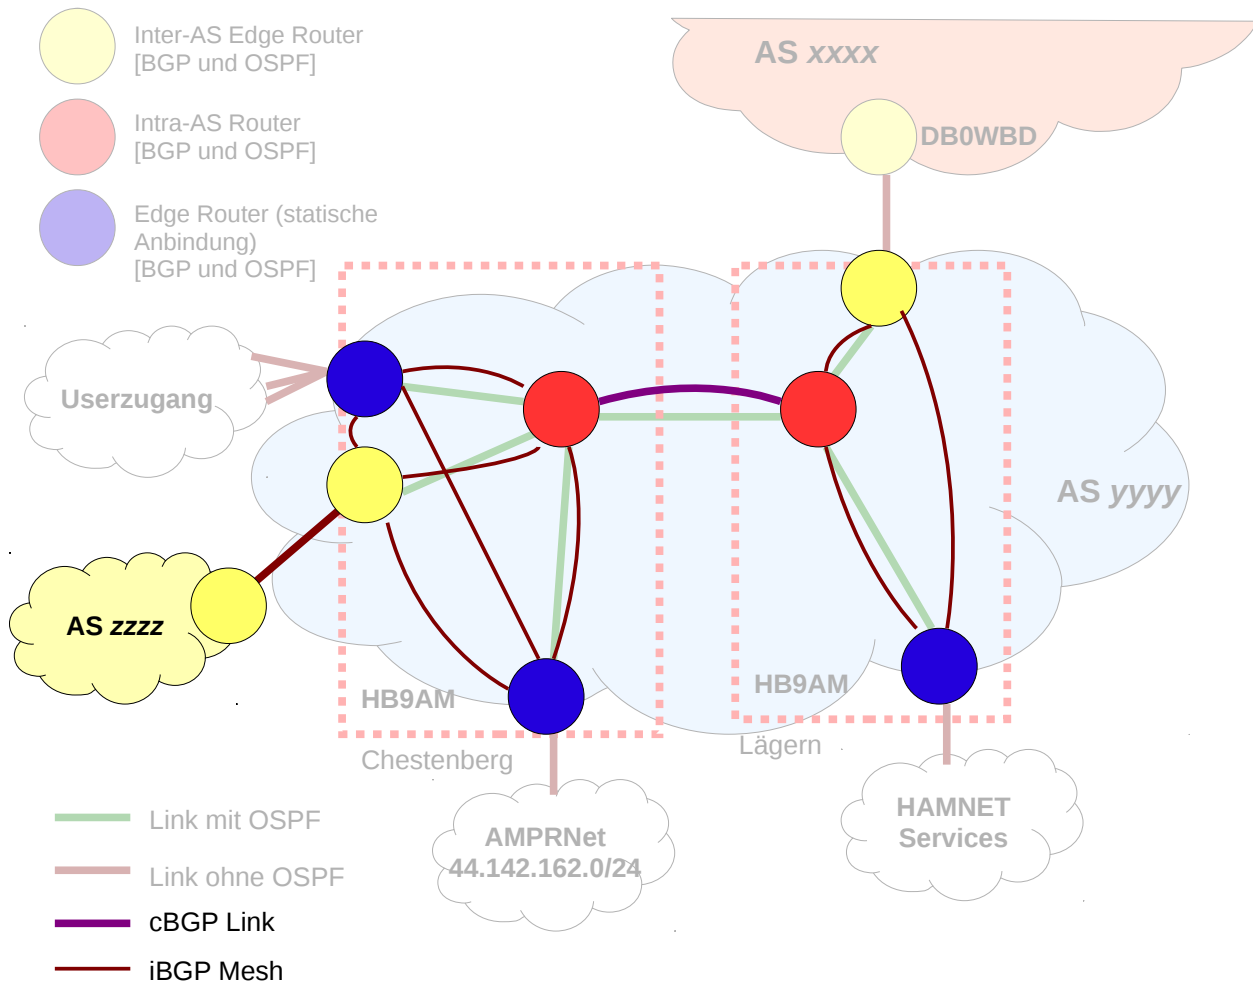 Inter-AS Edge Router
[BGP und OSPF]
Intra-AS Router
[BGP und OSPF]
Edge Router (statische
Anbindung)
[BGP und OSPF]
AS xxxx
DB0WBD
Userzugang
AS yyyy
AS zzzz
HB9AM
Chestenberg
HB9AM
Lägern
AMPRNet
44.142.162.0/24
HAMNET
Services
Link mit OSPF
Link ohne OSPF
cBGP Link
iBGP Mesh